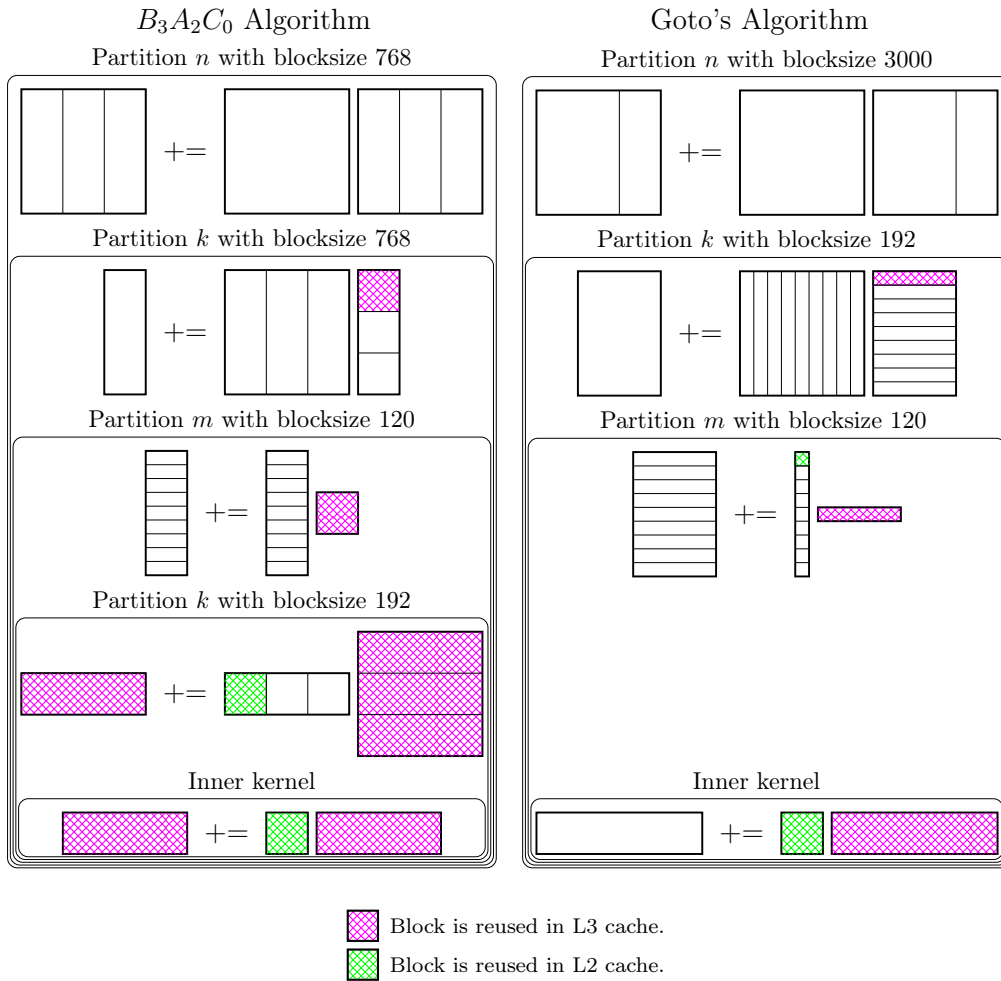 B₃A₂C₀ Algorithm
Partition n with blocksize 768
+=
Partition k with blocksize 768
+=
Partition m with blocksize 120
+=
Partition k with blocksize 192
+=
Inner kernel
+=
Goto's Algorithm
Partition n with blocksize 3000
+=
Partition k with blocksize 192
+=
Partition m with blocksize 120
+=
Inner kernel
+=
Block is reused in L3 cache.
Block is reused in L2 cache.